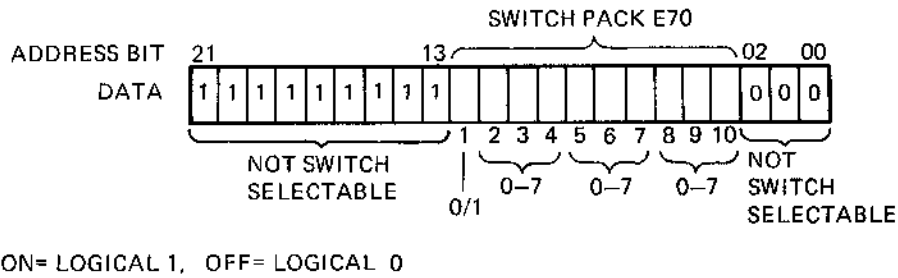 SWITCH PACK E70
ADDRESS BIT 21 13 02 00
DATA 1 1 1 1 1 1 1 1 1 0 0 0
1 2 3 4 5 6 7 8 9 10
NOT SWITCH
SELECTABLE
0/1
0–7 0–7 0–7
NOT
SWITCH
SELECTABLE
ON= LOGICAL 1, OFF= LOGICAL 0